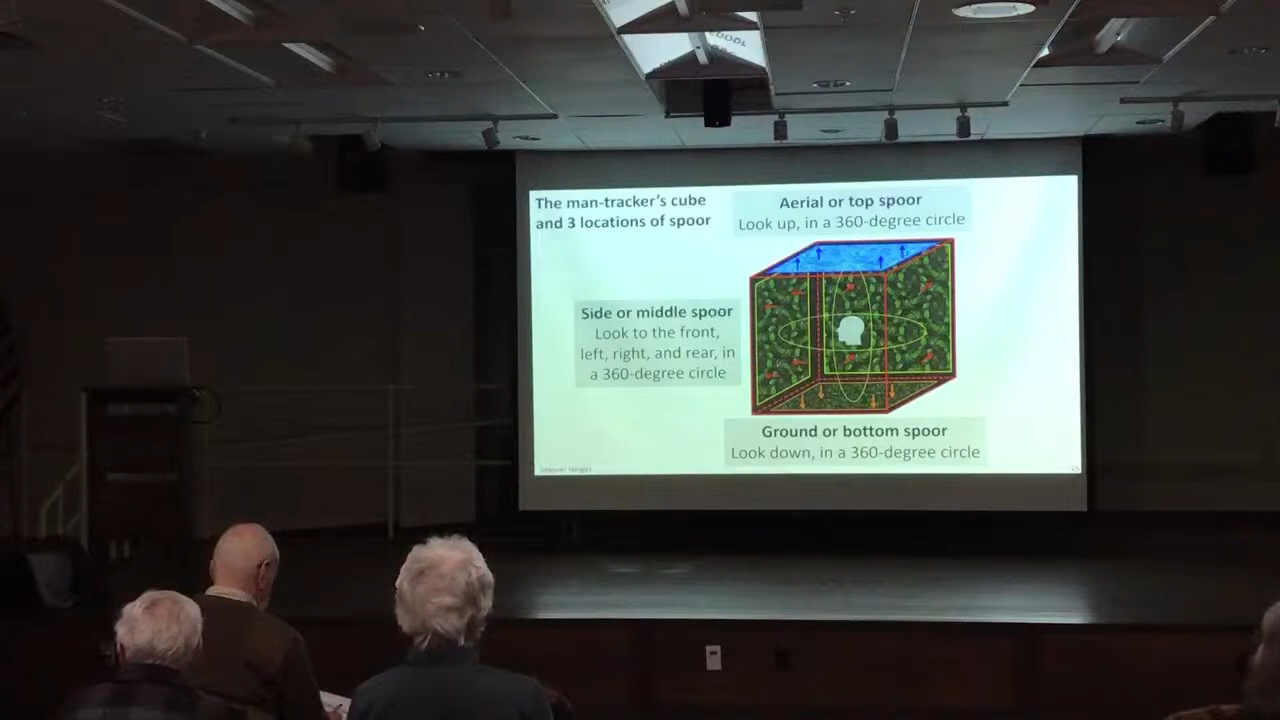 The man-tracker's cube
and 3 locations of spoor
Aerial or top spoor
Look up, in a 360-degree circle
Side or middle spoor
Look to the front,
left, right, and rear, in
a 360-degree circle
Ground or bottom spoor
Look down, in a 360-degree circle
15